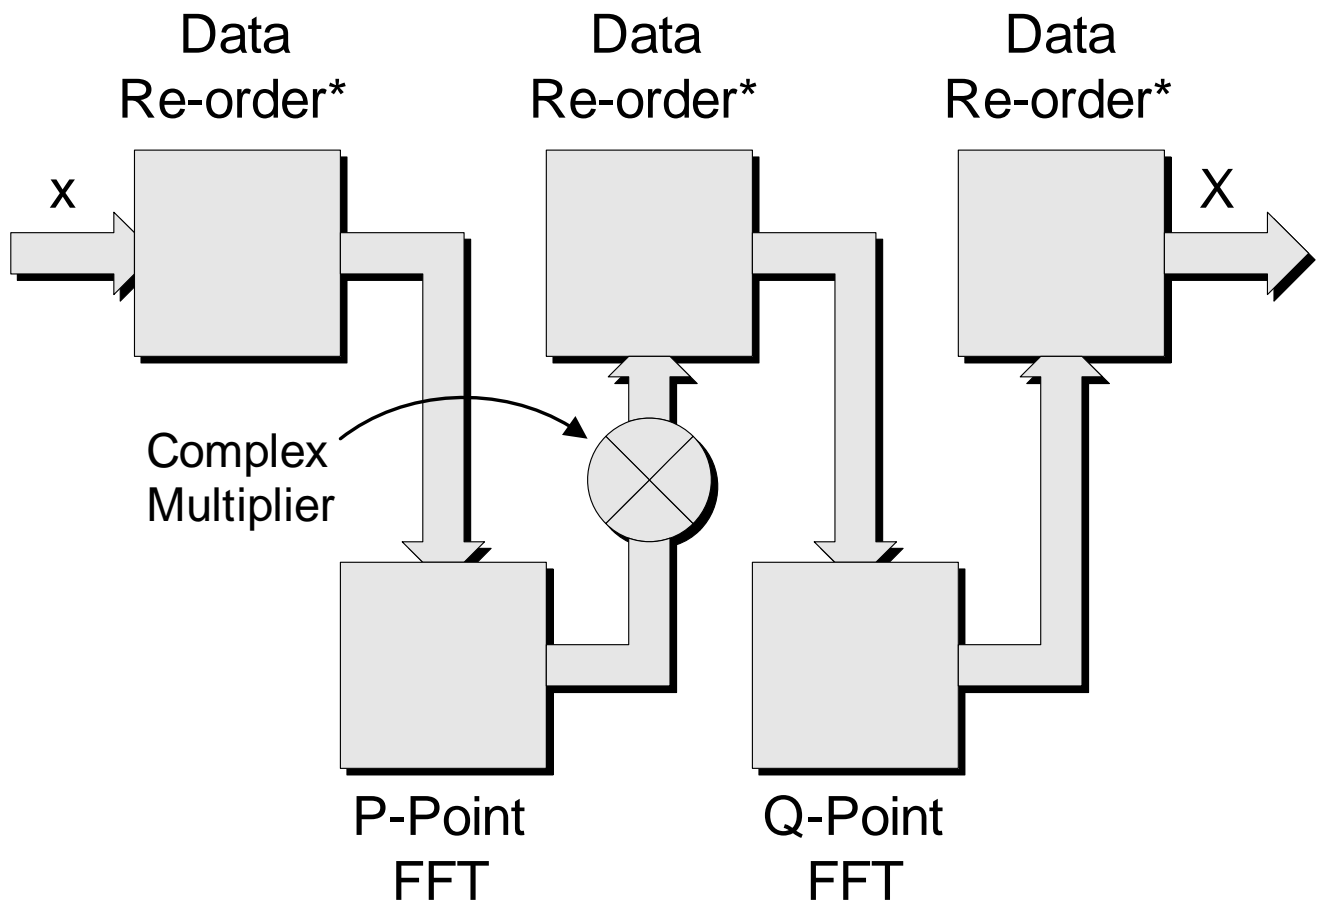 Data
Re-order*
Data
Re-order*
Data
Re-order*
x
X
Complex
Multiplier
P-Point
FFT
Q-Point
FFT